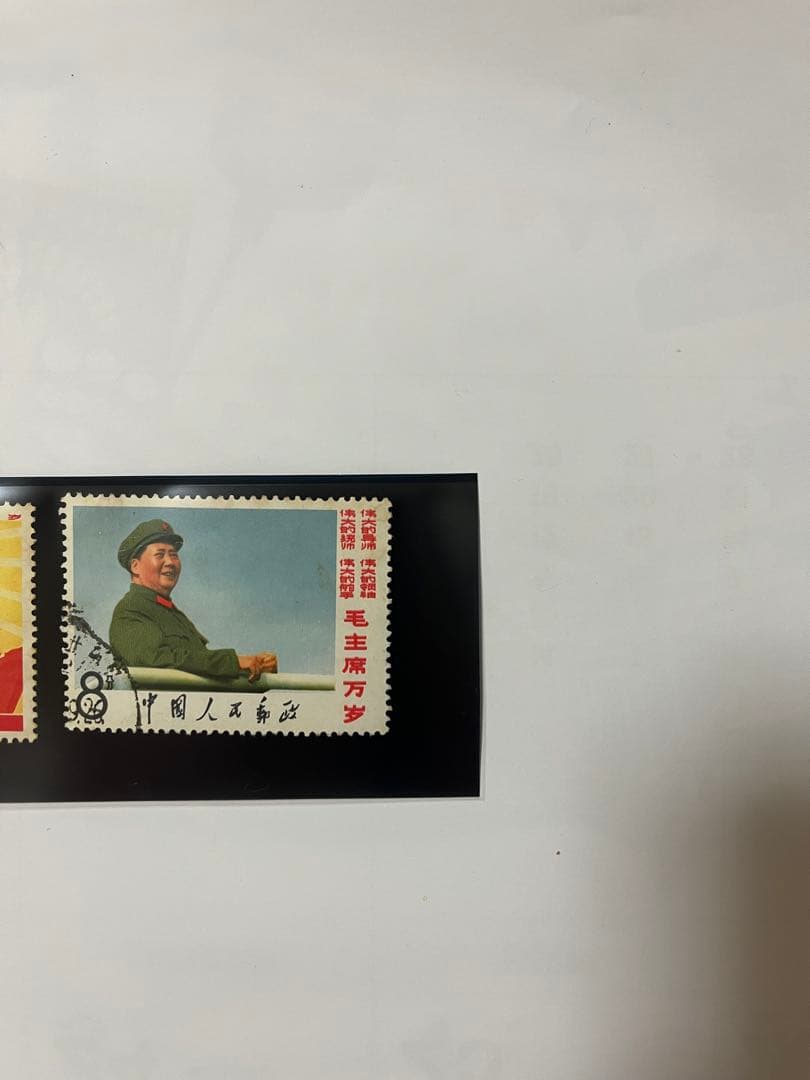 伟大的导师
伟大的领袖
伟大的统帅
伟大的舵手
毛主席万岁
8
中国人民邮政
岁